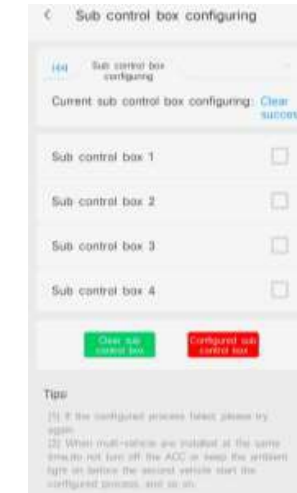 Sub control box configuring
Sub control box
configuring
Current sub control box configuring: Clear
succes
Sub control box 1
Sub control box 2
Sub control box 3
Sub control box 4
Clear sub
control box
Configured sub
control box
Tips
[1] If the configured process failed, please try
again.
[2] When multi-vehicle are installed at the same
time,do not turn off the ACC or keep the ambient
light on before the second vehicle start the
configured process, and so on.